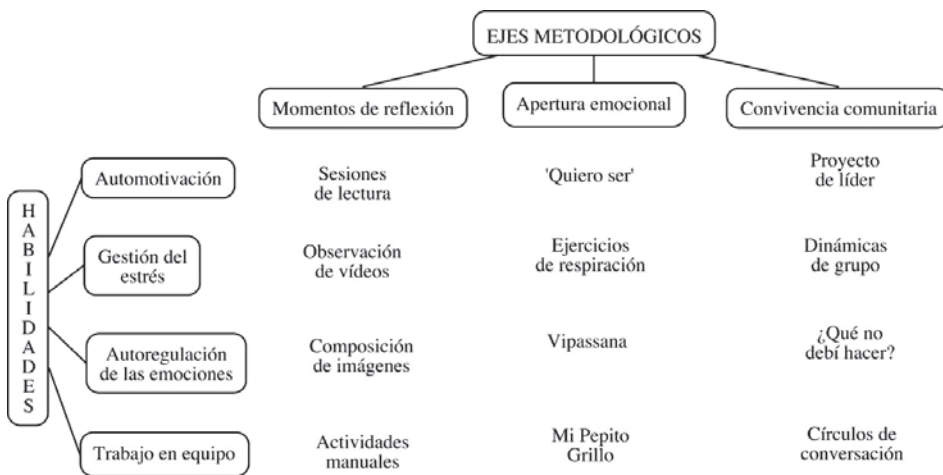 EJES METODOLÓGICOS
Momentos de reflexión
Apertura emocional
Convivencia comunitaria
HABILIDADES
Automotivación
Sesiones
de lectura
'Quiero ser'
Proyecto
de líder
Gestión del
estrés
Observación
de vídeos
Ejercicios
de respiración
Dinámicas
de grupo
Autoregulación
de las emociones
Composición
de imágenes
Vipassana
¿Qué no
debí hacer?
Trabajo en equipo
Actividades
manuales
Mi Pepito
Grillo
Círculos de
conversación